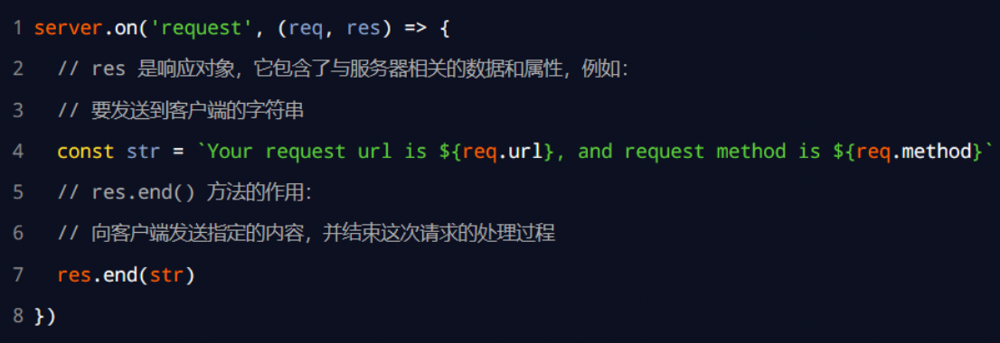 1 server.on('request', (req, res) => {
2 // res 是响应对象，它包含了与服务器相关的数据和属性，例如：
3 // 要发送到客户端的字符串
4 const str = `Your request url is ${req.url}, and request method is ${req.method}`
5 // res.end() 方法的作用：
6 // 向客户端发送指定的内容，并结束这次请求的处理过程
7 res.end(str)
8 })